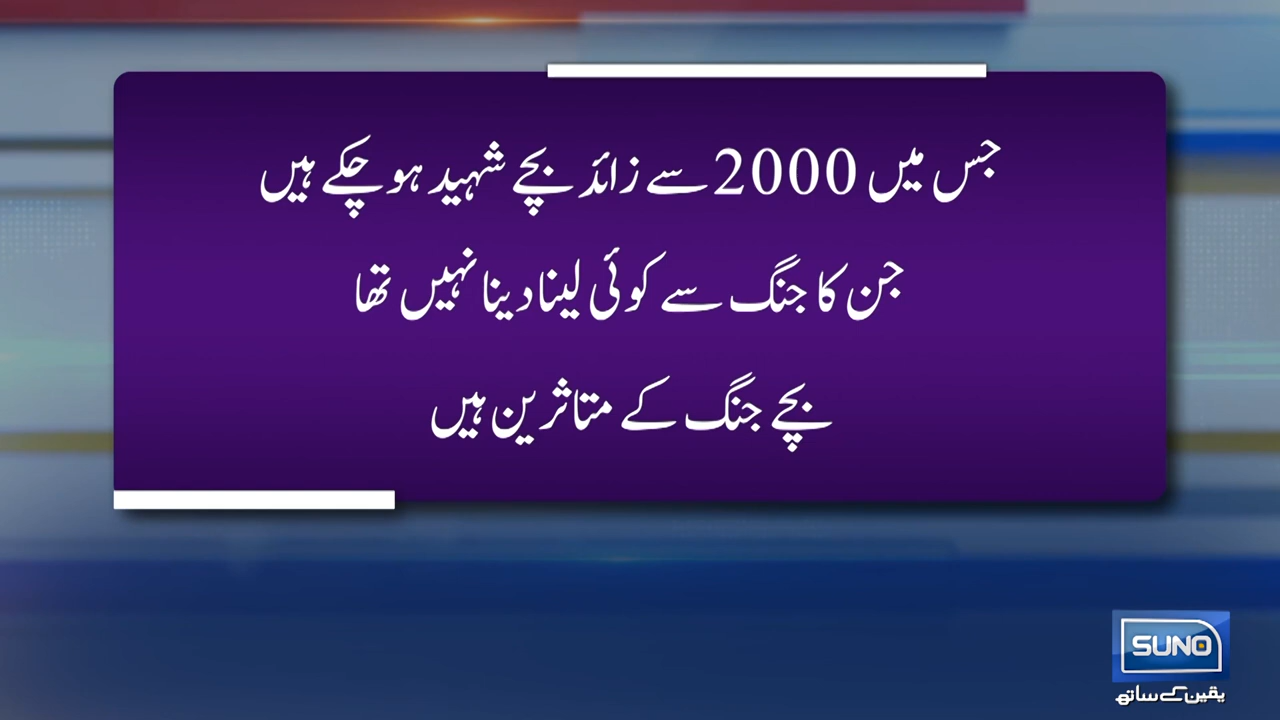 جس میں 2000 سے زائد بچے شہید ہو چکے ہیں
جن کا جنگ سے کوئی لینا دینا نہیں تھا
بچے جنگ کے متاثرین ہیں
SUNO
یقین کے ساتھ